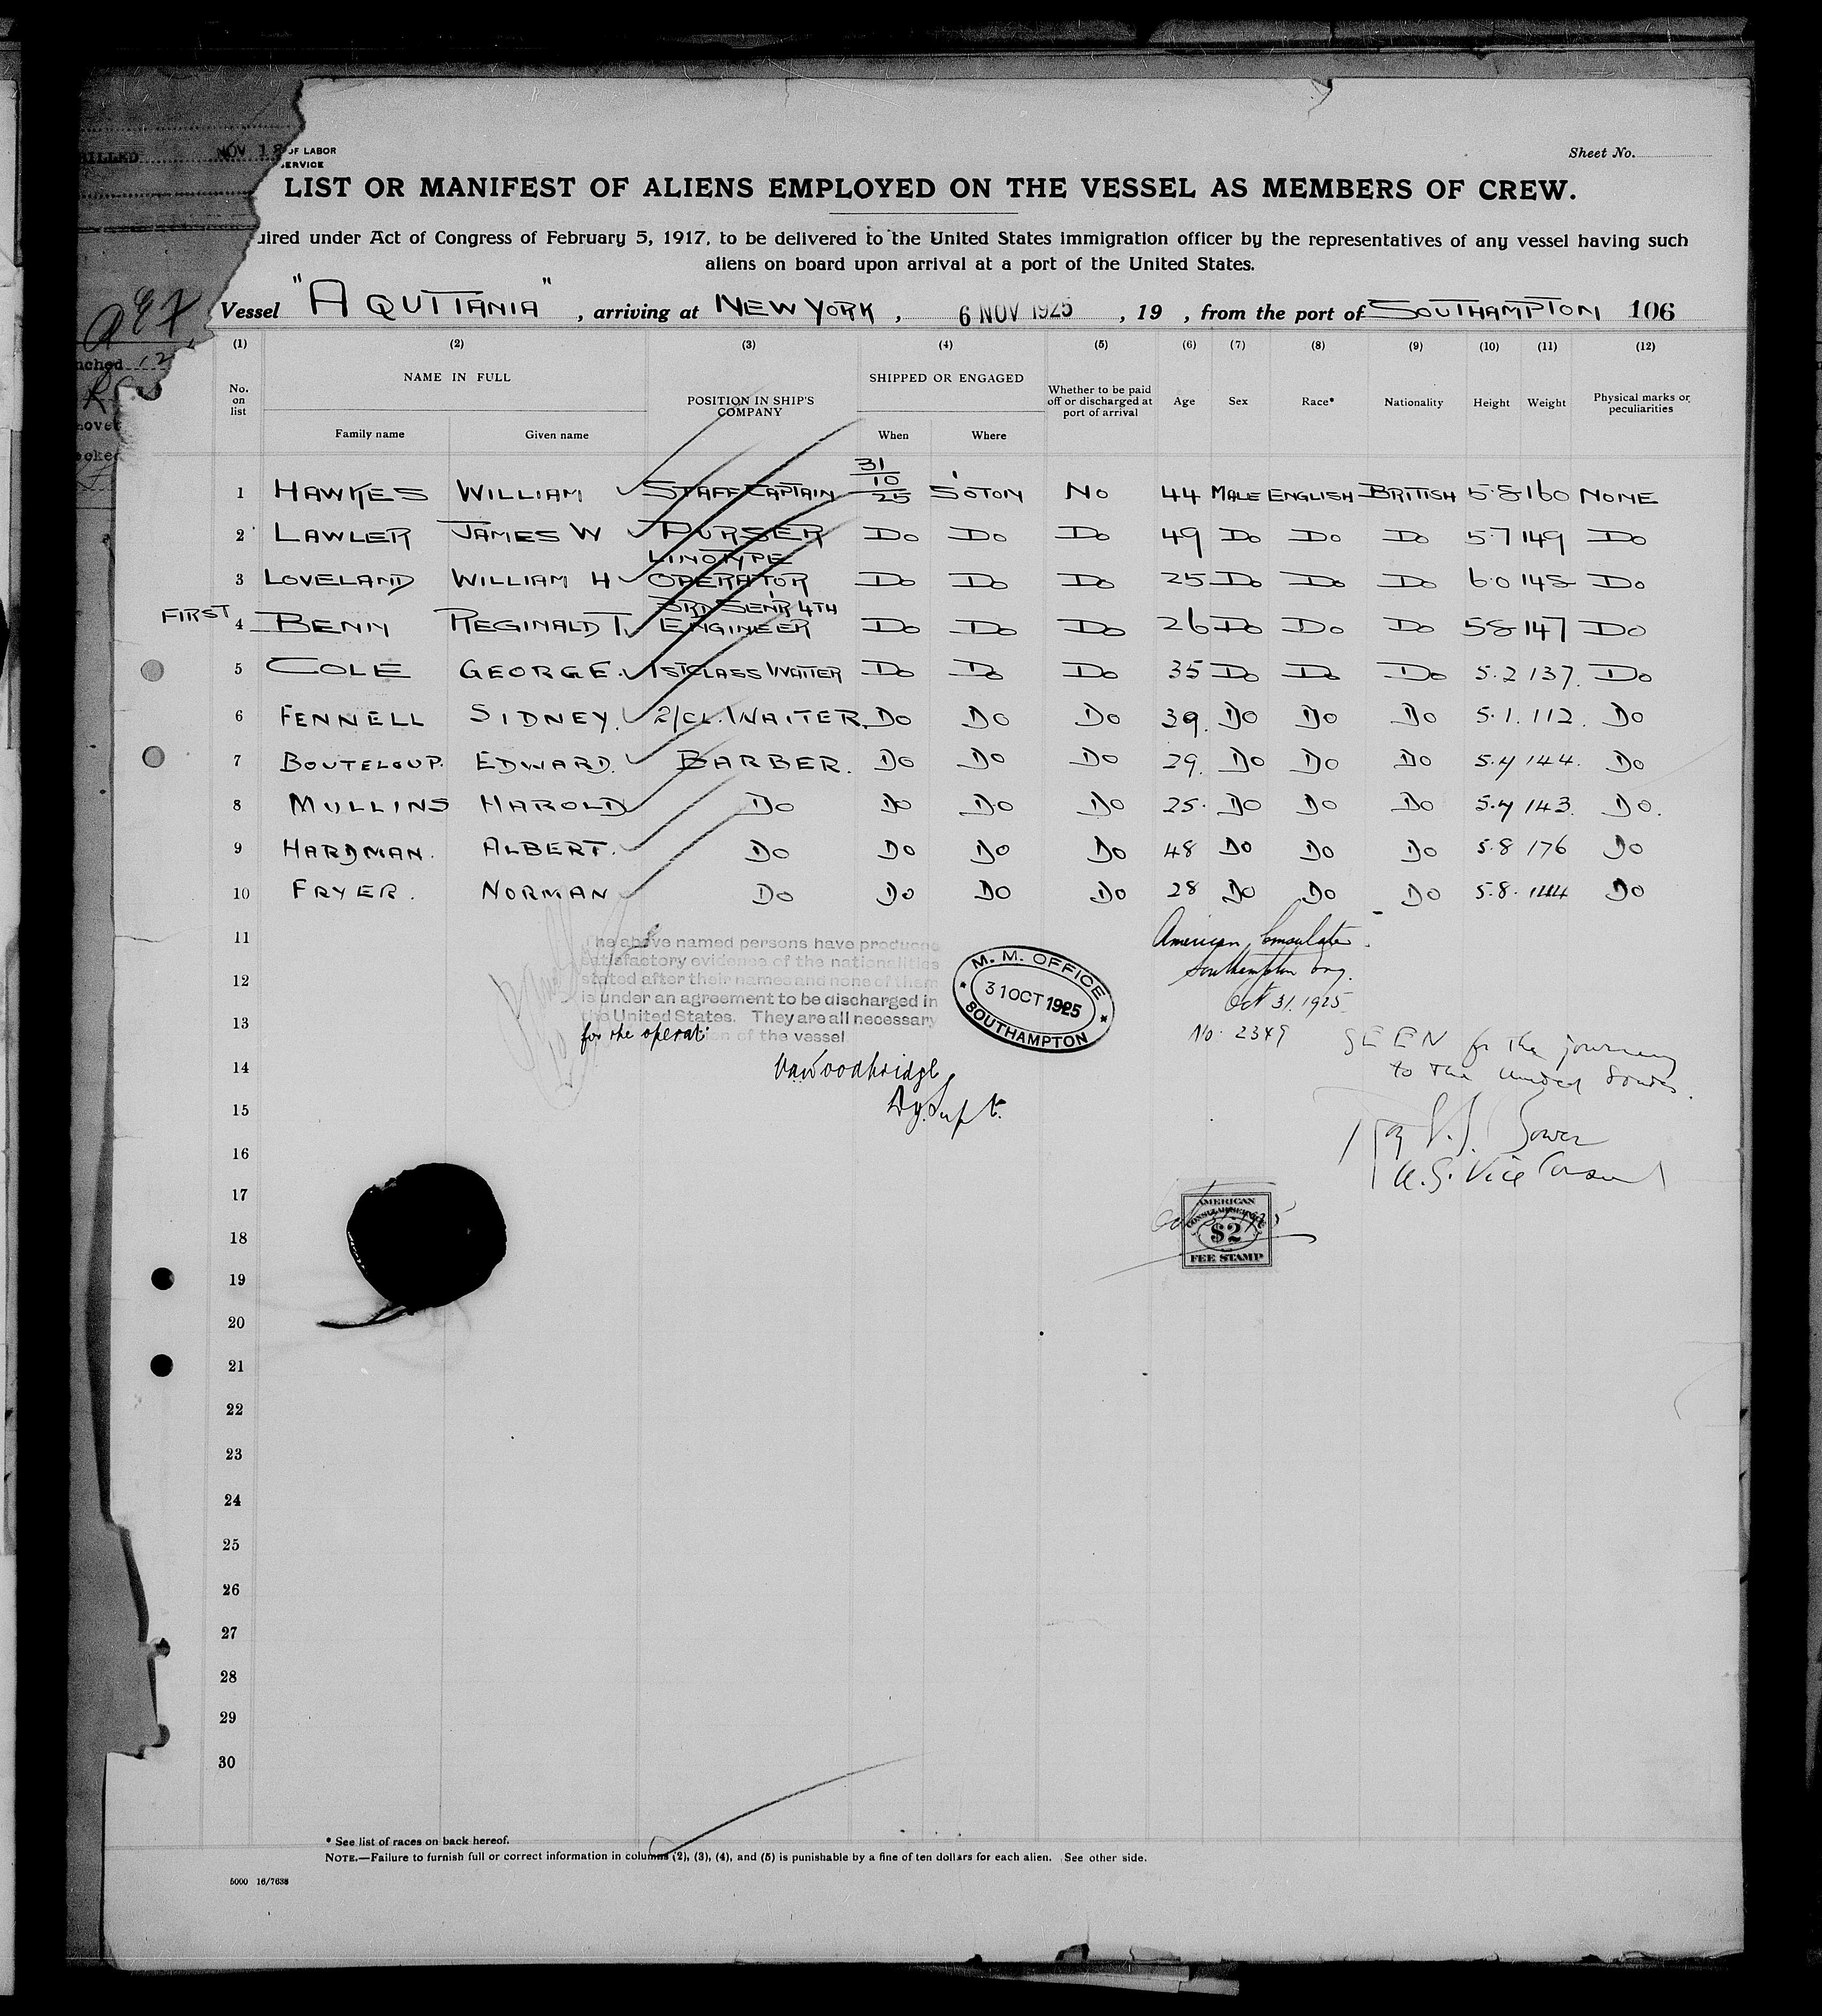 NOV 18
OF LABOR
ERVICE
Sheet No.
LIST OR MANIFEST OF ALIENS EMPLOYED ON THE VESSEL AS MEMBERS OF CREW.
uired under Act of Congress of February 5, 1917, to be delivered to the United States immigration officer by the representatives of any vessel having such
aliens on board upon arrival at a port of the United States.
Vessel "AQUITANIA", arriving at NEW YORK, 6 NOV 1925, 19 , from the port of SOUTHAMPTON 106
(1) (2) (3) (4) (5) (6) (7) (8) (9) (10) (11) (12)
No. on list NAME IN FULL Family name Given name POSITION IN SHIP'S COMPANY SHIPPED OR ENGAGED When Where Whether to be paid off or discharged at port of arrival Age Sex Race* Nationality Height Weight Physical marks or peculiarities
1 HAWKES WILLIAM STAFF CAPTAIN 31/10/25 S'OTON NO 44 MALE ENGLISH BRITISH 5.8 160 NONE
2 LAWLER JAMES W PURSER DO DO DO 49 DO DO DO 5.7 149 DO
3 LOVELAND WILLIAM H LINOTYPE OPERATOR DO DO DO 25 DO DO DO 6.0 145 DO
FIRST 4 BENN REGINALD T. 3RD SENR 4TH ENGINEER DO DO DO 26 DO DO DO 5 8 147 DO
5 COLE GEORGE. 1ST CLASS WAITER DO DO DO 35 DO DO DO 5.2 137. DO
6 FENNELL SIDNEY. 2/CL. WAITER. DO DO DO 39. DO DO DO 5.1. 112. DO
7 BOUTELOUP. EDWARD. BARBER. DO DO DO 29. DO DO DO 5.4 144. DO
8 MULLINS HAROLD DO DO DO DO 25. DO DO DO 5.4 143. DO.
9 HARDMAN. ALBERT. DO DO DO DO 48 DO DO DO 5.8 176 DO
10 FRYER. NORMAN DO DO DO DO 28 DO DO DO 5.8. 144 DO
11
12
13
14
15
16
17
18
19
20
21
22
23
24
25
26
27
28
29
30
The above named persons have produced
satisfactory evidence of the nationalities
stated after their names and none of them
is under an agreement to be discharged in
the United States. They are all necessary
for the operation of the vessel
Woodbridge
Dy. Supt.
M. M. OFFICE
31 OCT 1925
SOUTHAMPTON
American Consulate
Southampton Eng.
Oct 31. 1925
No. 2349
SEEN for the journey
to the United States.
U.S. Vice Consul
AMERICAN
CONSULAR SERVICE
$2
FEE STAMP
* See list of races on back hereof.
NOTE.—Failure to furnish full or correct information in columns (2), (3), (4), and (5) is punishable by a fine of ten dollars for each alien. See other side.
5000 16/7638